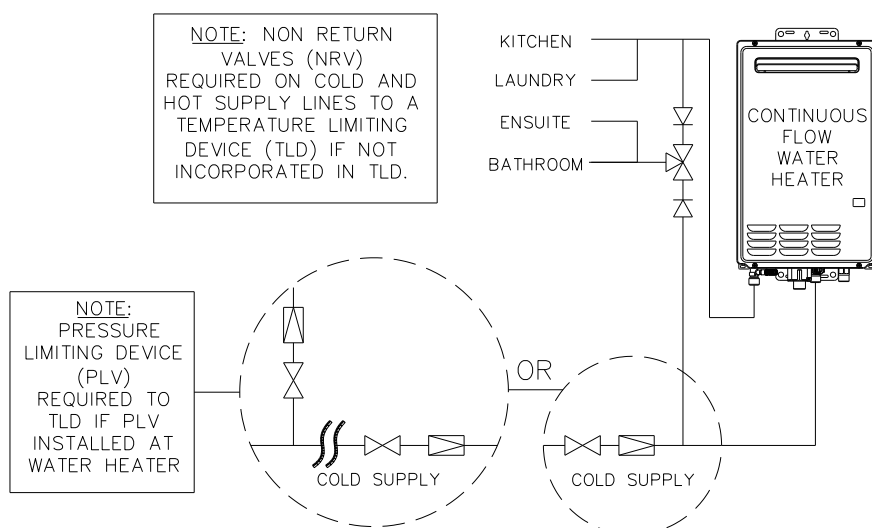 NOTE: NON RETURN
VALVES (NRV)
REQUIRED ON COLD AND
HOT SUPPLY LINES TO A
TEMPERATURE LIMITING
DEVICE (TLD) IF NOT
INCORPORATED IN TLD.
KITCHEN
LAUNDRY
ENSUITE
BATHROOM
CONTINUOUS
FLOW
WATER
HEATER
NOTE:
PRESSURE
LIMITING DEVICE
(PLV)
REQUIRED TO
TLD IF PLV
INSTALLED AT
WATER HEATER
OR
COLD SUPPLY
COLD SUPPLY